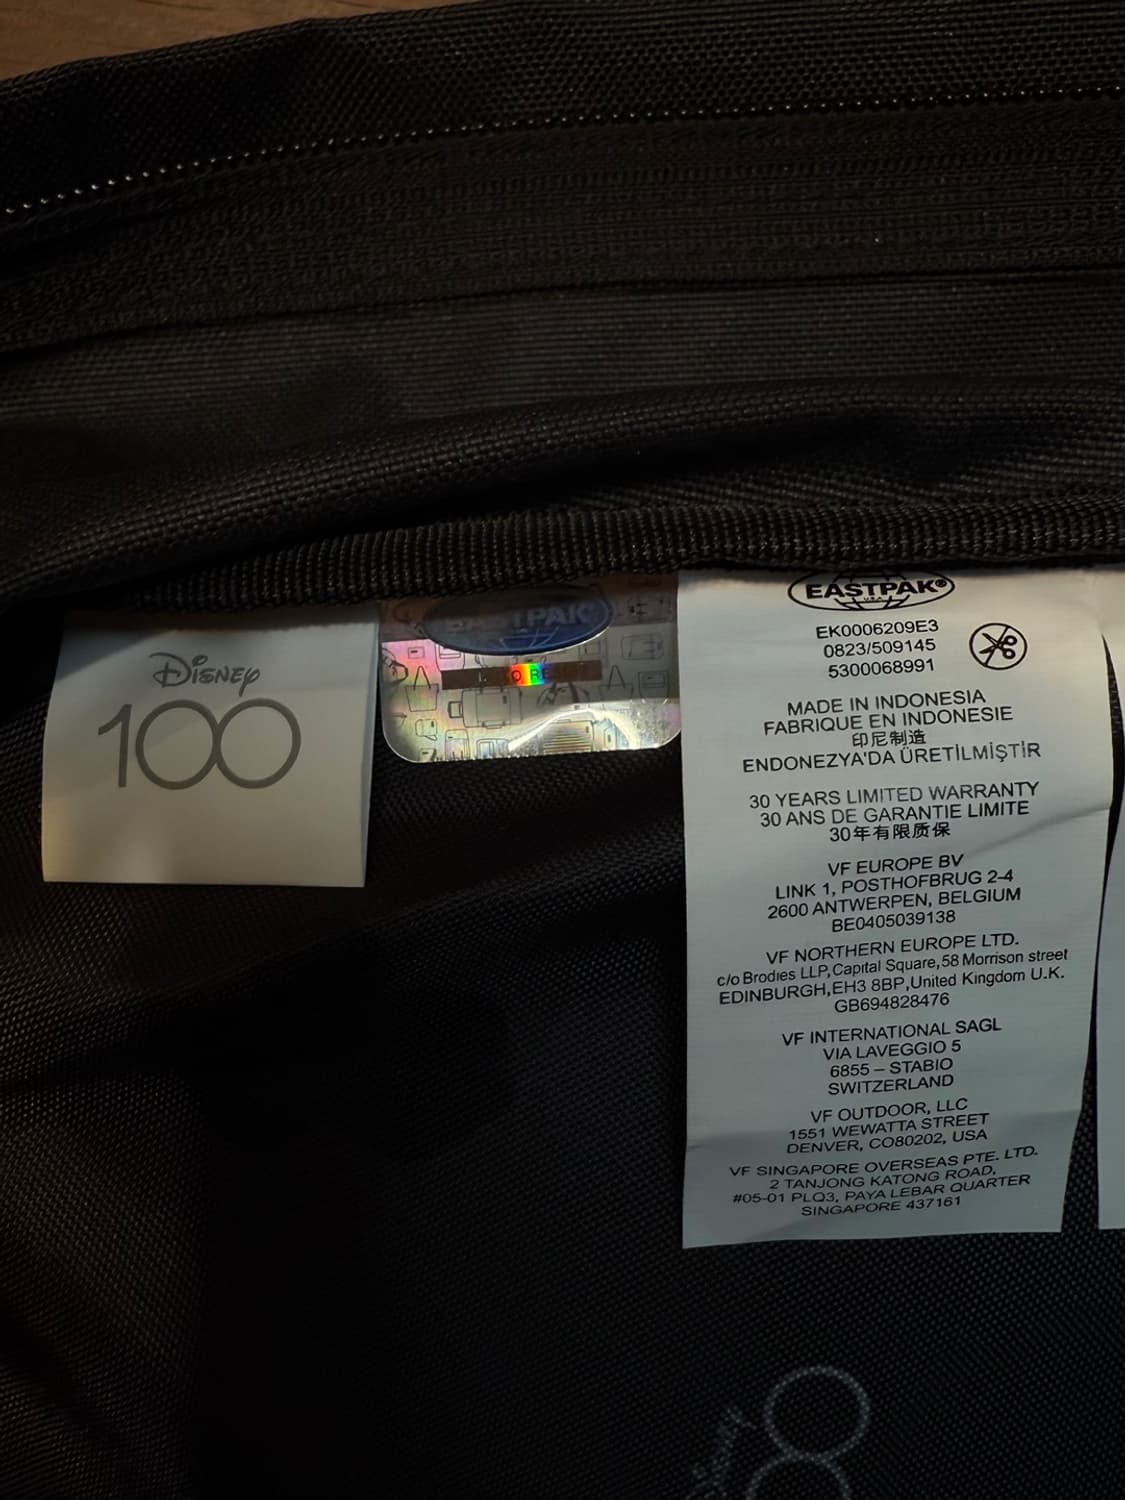 Disney
100
EASTPAK
EASTPAK®
USA
EK0006209E3
0823/509145
5300068991
MADE IN INDONESIA
FABRIQUE EN INDONESIE
印尼制造
ENDONEZYA'DA ÜRETİLMİŞTİR
30 YEARS LIMITED WARRANTY
30 ANS DE GARANTIE LIMITE
30年有限质保
VF EUROPE BV
LINK 1, POSTHOFBRUG 2-4
2600 ANTWERPEN, BELGIUM
BE0405039138
VF NORTHERN EUROPE LTD.
c/o Brodies LLP,Capital Square,58 Morrison street
EDINBURGH,EH3 8BP,United Kingdom U.K.
GB694828476
VF INTERNATIONAL SAGL
VIA LAVEGGIO 5
6855 – STABIO
SWITZERLAND
VF OUTDOOR, LLC
1551 WEWATTA STREET
DENVER, CO80202, USA
VF SINGAPORE OVERSEAS PTE. LTD.
2 TANJONG KATONG ROAD,
#05-01 PLQ3, PAYA LEBAR QUARTER
SINGAPORE 437161